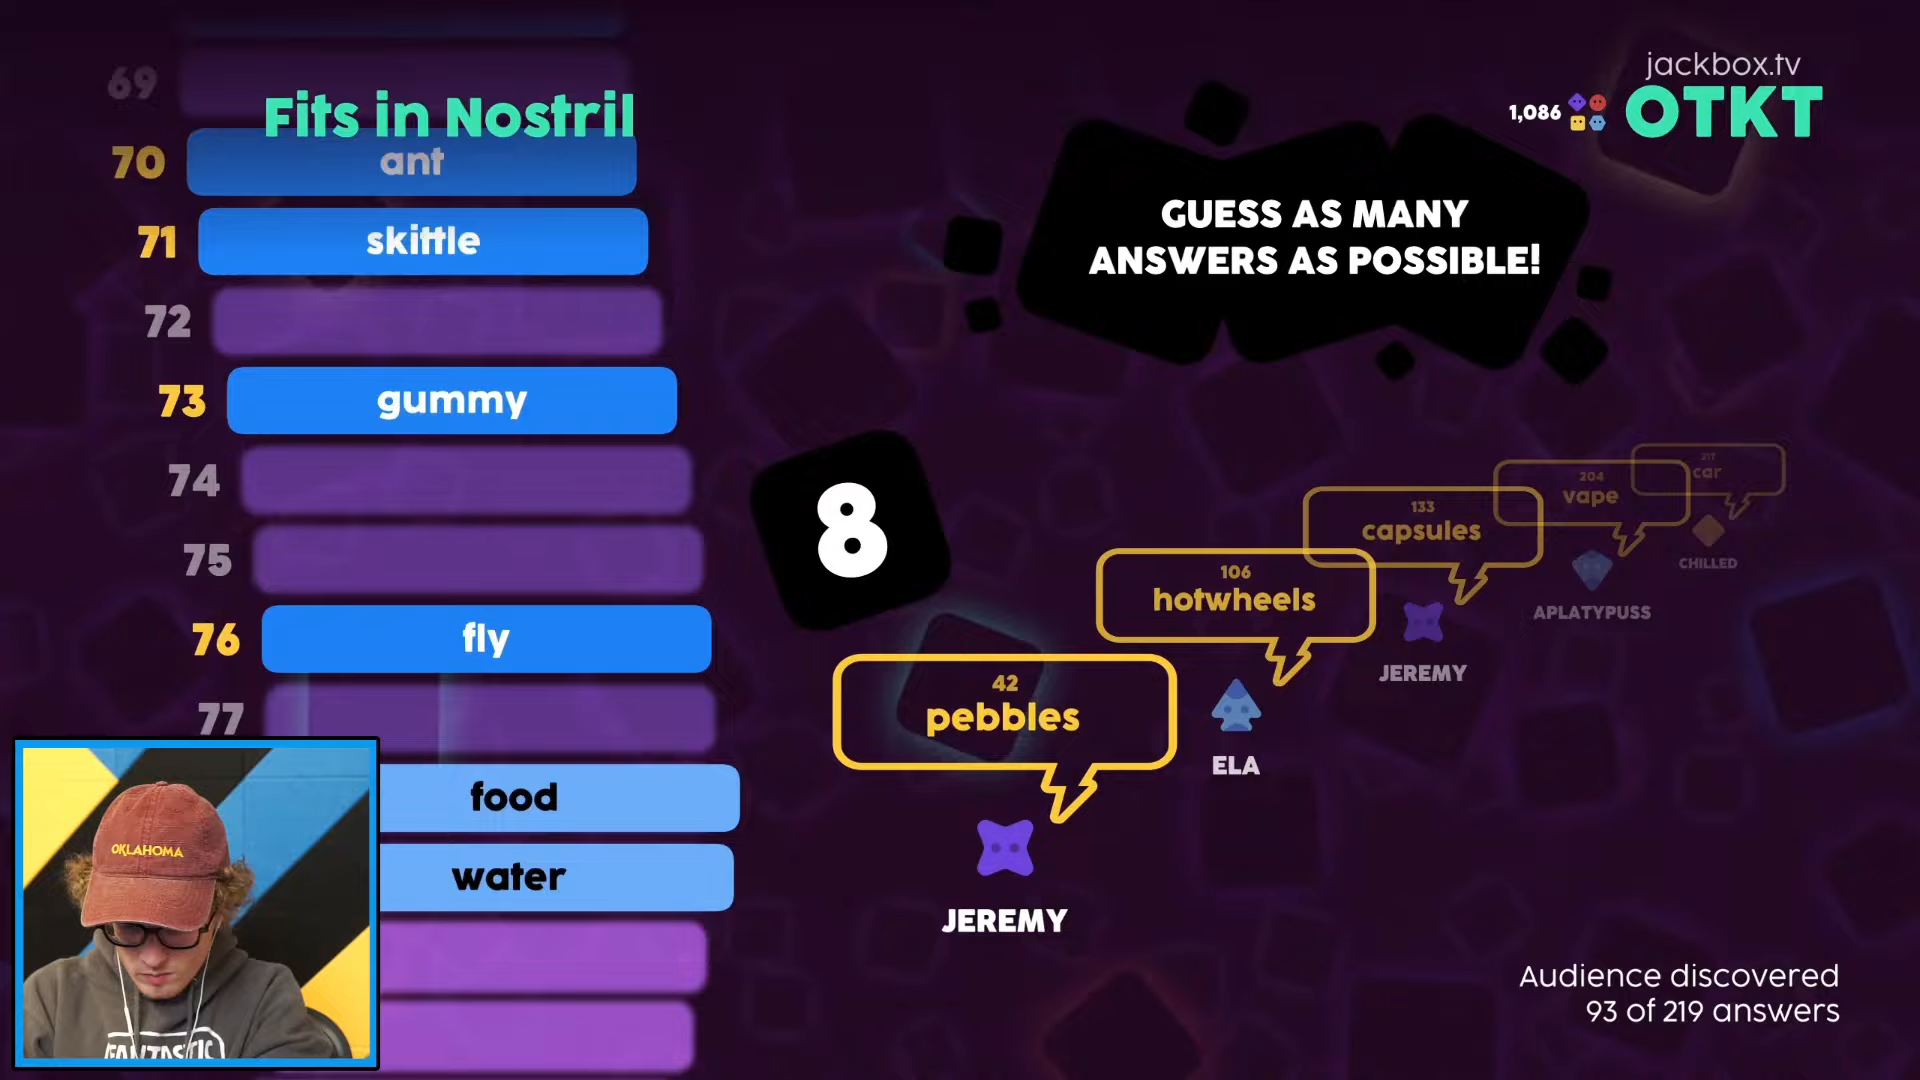 69
Fits in Nostril
70
ant
71
skittle
72
73
gummy
74
75
76
fly
77
food
water
OKLAHOMA
FANTASTIC
jackbox.tv
1,086
OTKT
GUESS AS MANY
ANSWERS AS POSSIBLE!
8
42
pebbles
JEREMY
106
hotwheels
ELA
133
capsules
JEREMY
204
vape
APLATYPUSS
217
car
CHILLED
Audience discovered
93 of 219 answers